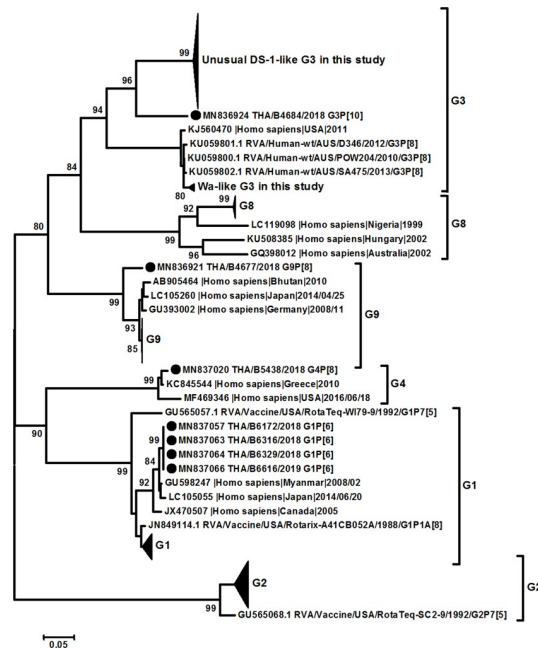 99
Unusual DS-1-like G3 in this study
G3
96
MN836924 THA/B4684/2018 G3P[10]
94
KJ560470 |Homo sapiens|USA|2011
KU059801.1 RVA/Human-wt/AUS/D346/2012/G3P[8]
KU059800.1 RVA/Human-wt/AUS/POW204/2010/G3P[8]
KU059802.1 RVA/Human-wt/AUS/SA475/2013/G3P[8]
84
80
Wa-like G3 in this study
99
G8
92
LC119098 |Homo sapiens|Nigeria|1999
G8
99
KU508385 |Homo sapiens|Hungary|2002
96
GQ398012 |Homo sapiens|Australia|2002
80
MN836921 THA/B4677/2018 G9P[8]
AB905464 |Homo sapiens|Bhutan|2010
99
LC105260 |Homo sapiens|Japan|2014/04/25
GU393002 |Homo sapiens|Germany|2008/11
93
G9
85
G9
MN837020 THA/B5438/2018 G4P[8]
99
KC845544 |Homo sapiens|Greece|2010
G4
MF469346 |Homo sapiens|USA|2016/06/18
90
GU565057.1 RVA/Vaccine/USA/RotaTeq-WI79-9/1992/G1P7[5]
MN837057 THA/B6172/2018 G1P[6]
99
MN837063 THA/B6316/2018 G1P[6]
MN837064 THA/B6329/2018 G1P[6]
84
MN837066 THA/B6616/2019 G1P[6]
99
92
GU598247 |Homo sapiens|Myanmar|2008/02
G1
LC105055 |Homo sapiens|Japan|2014/06/20
JX470507 |Homo sapiens|Canada|2005
JN849114.1 RVA/Vaccine/USA/Rotarix-A41CB052A/1988/G1P1A[8]
G1
G2
G2
99
GU565068.1 RVA/Vaccine/USA/RotaTeq-SC2-9/1992/G2P7[5]
0.05